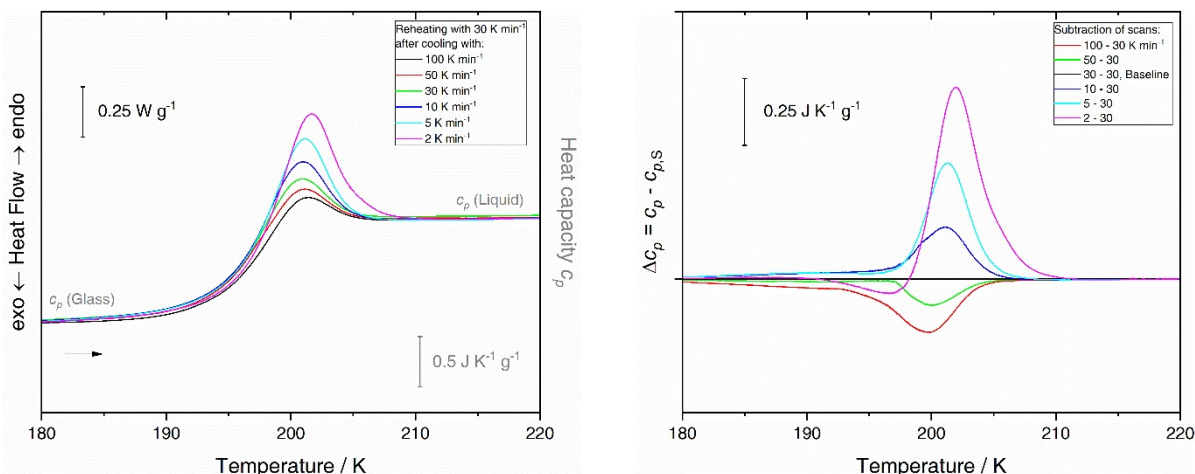 exo ← Heat Flow → endo
0.25 W g⁻¹
Reheating with 30 K min⁻¹
after cooling with:
100 K min⁻¹
50 K min⁻¹
30 K min⁻¹
10 K min⁻¹
5 K min⁻¹
2 K min⁻¹
cₚ (Liquid)
cₚ (Glass)
0.5 J K⁻¹ g⁻¹
Heat capacity cₚ
180 190 200 210 220
Temperature / K
Δcₚ = cₚ - cₚ,s
0.25 J K⁻¹ g⁻¹
Subtraction of scans:
100 - 30 K min⁻¹
50 - 30
30 - 30, Baseline
10 - 30
5 - 30
2 - 30
180 190 200 210 220
Temperature / K